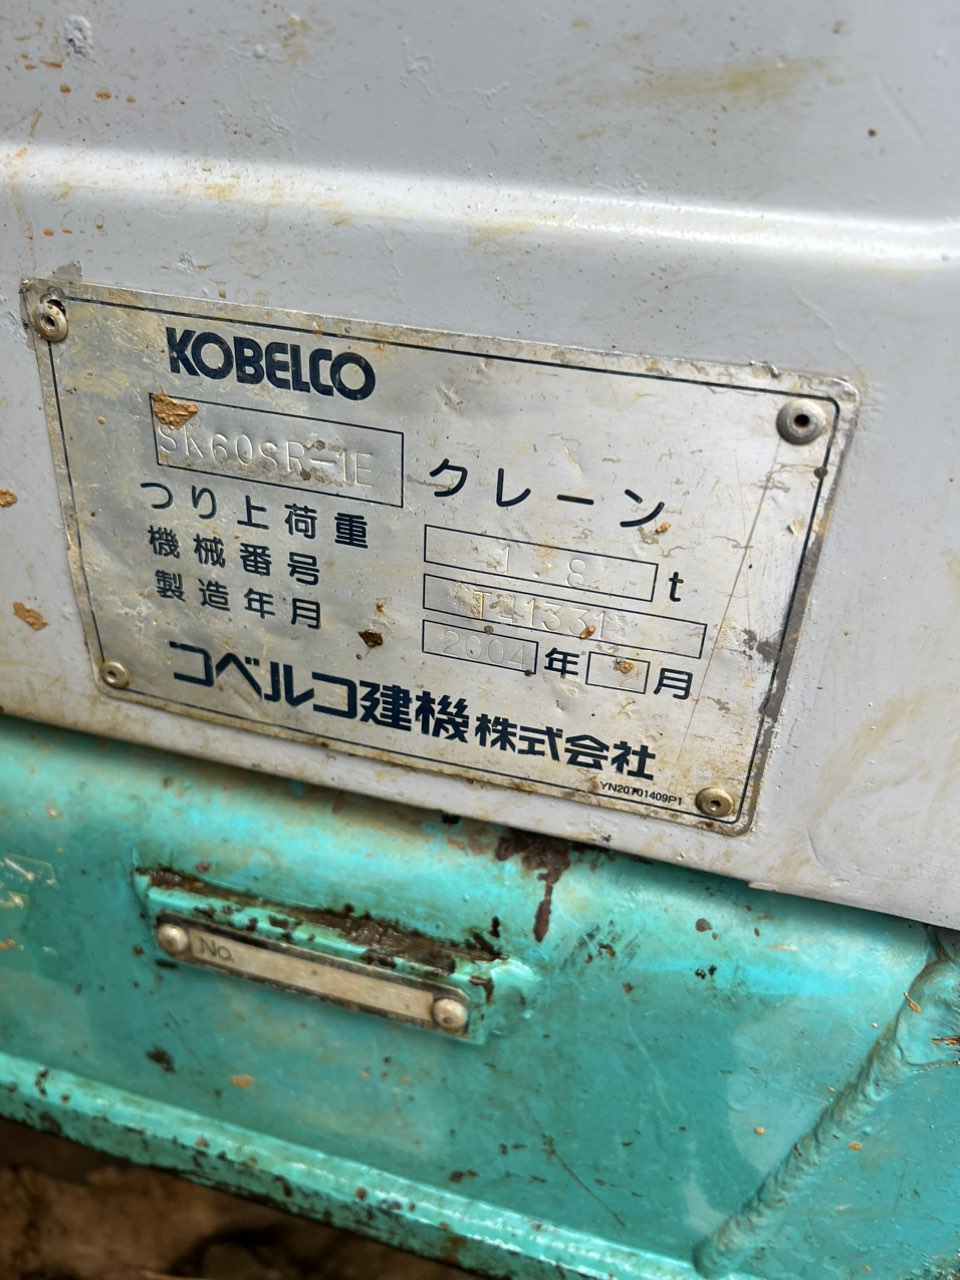 KOBELCO
SK60SR-1E クレーン
つり上荷重 1.8 t
機械番号
製造年月 2004 年 月
コベルコ建機株式会社
YN20T01409P1
No.